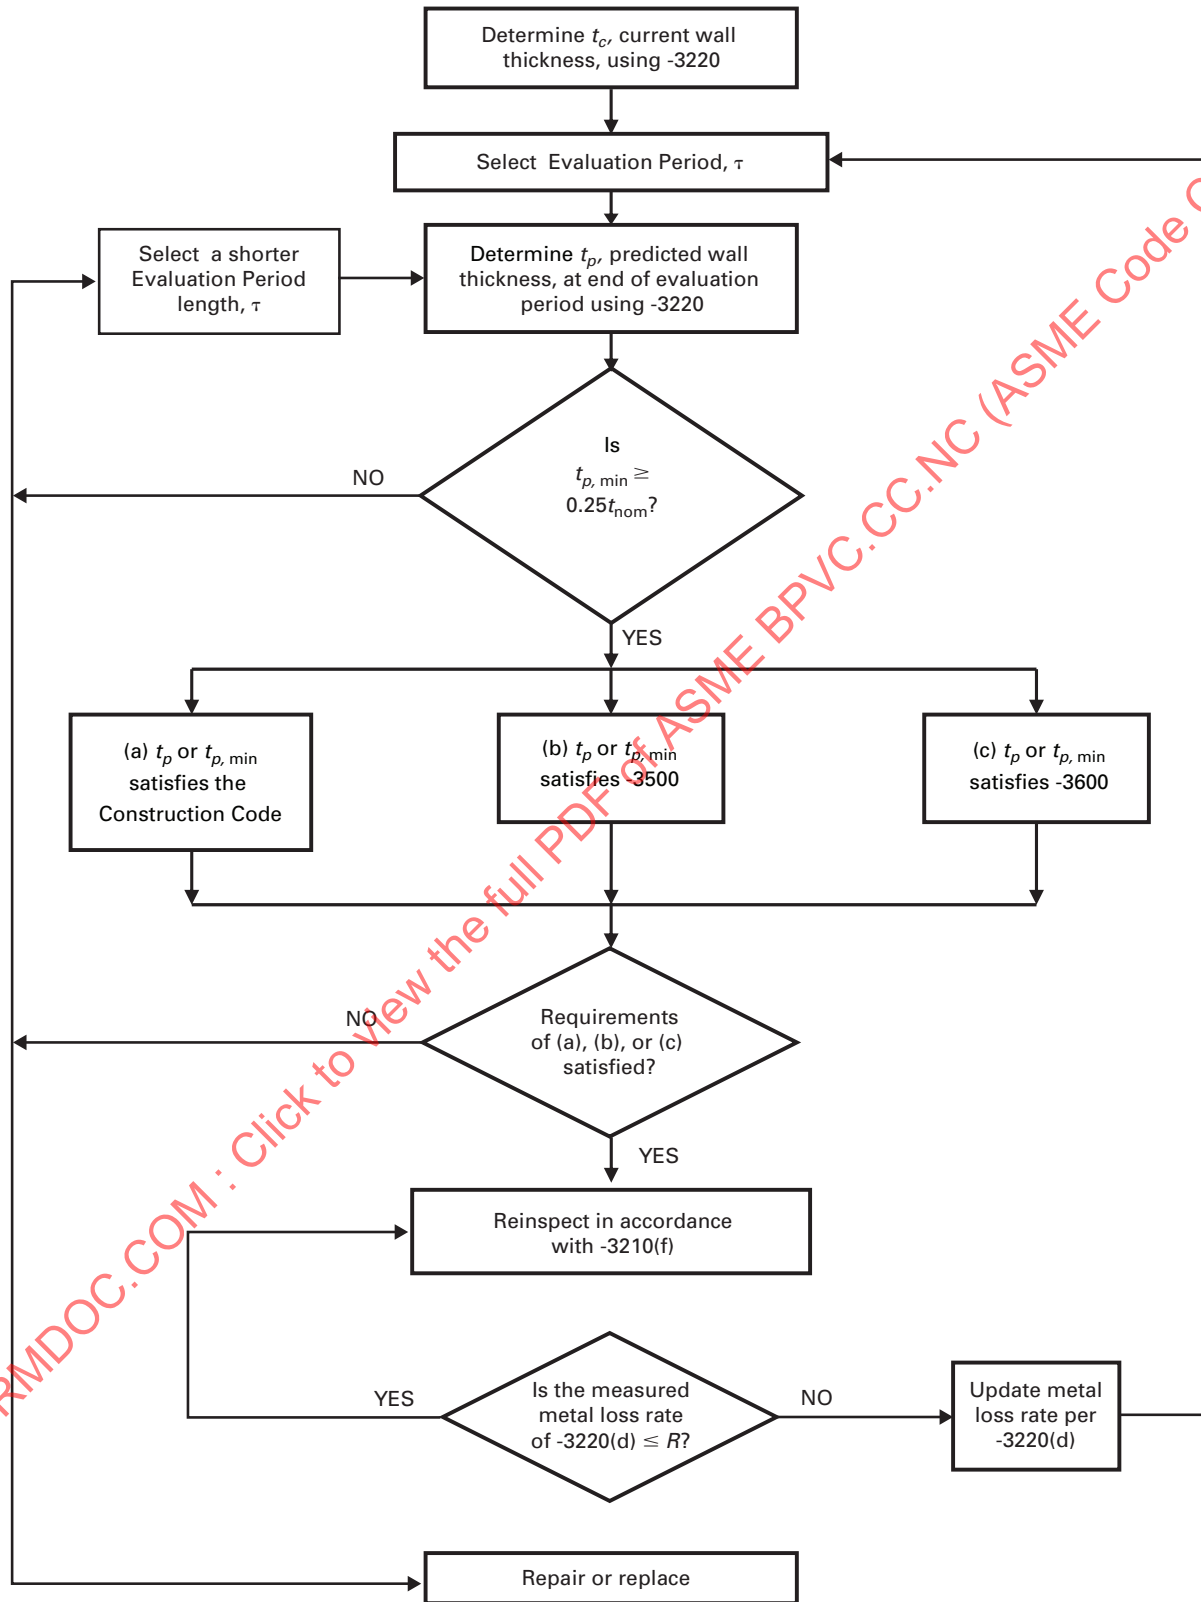 Determine tc, current wall
thickness, using -3220
Select Evaluation Period, τ
Select a shorter
Evaluation Period
length, τ
Determine tp, predicted wall
thickness, at end of evaluation
period using -3220
Is
tp, min ≥
0.25tnom?
NO
YES
(a) tp or tp, min
satisfies the
Construction Code
(b) tp or tp, min
satisfies -3500
(c) tp or tp, min
satisfies -3600
Requirements
of (a), (b), or (c)
satisfied?
NO
YES
Reinspect in accordance
with -3210(f)
Is the measured
metal loss rate
of -3220(d) ≤ R?
YES
NO
Update metal
loss rate per
-3220(d)
Repair or replace
RMDOC.COM : Click to view the full PDF of ASME BPVC.CC.NC (ASME Code C